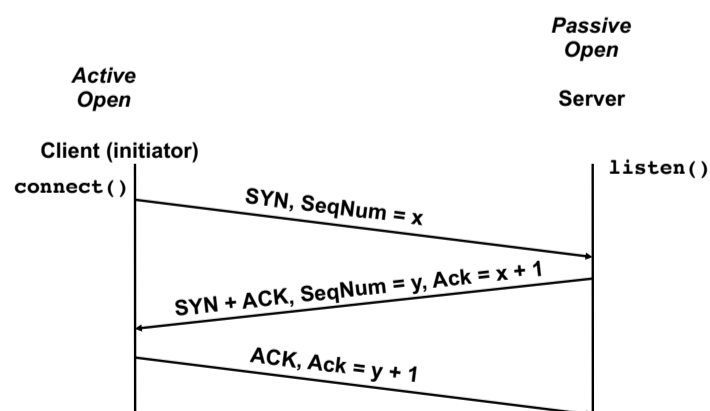 Passive
Open
Active
Open
Server
Client (initiator)
listen()
connect()
SYN, SeqNum = x
SYN + ACK, SeqNum = y, Ack = x + 1
ACK, Ack = y + 1